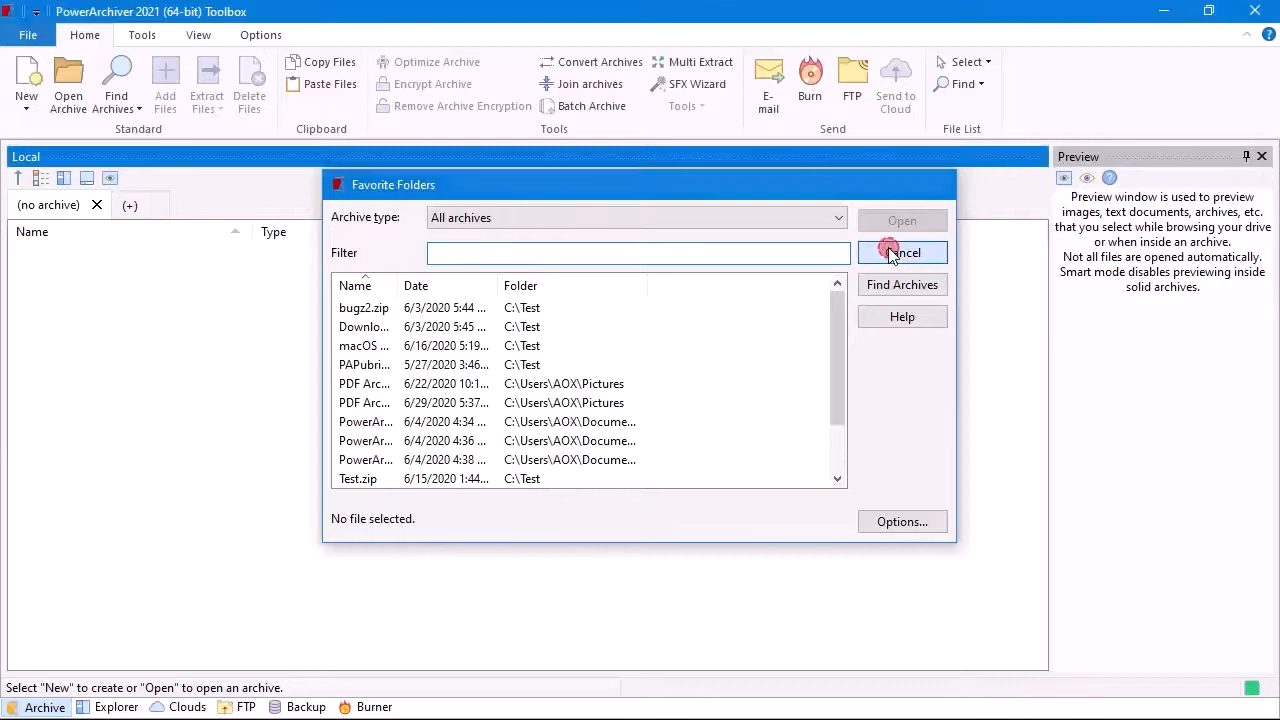 PowerArchiver 2021 (64-bit) Toolbox
File Home Tools View Options
New
Open Archive
Find Archives
Add Files
Extract Files
Delete Files
Standard
Copy Files
Paste Files
Clipboard
Optimize Archive
Encrypt Archive
Remove Archive Encryption
Convert Archives
Join archives
Batch Archive
Multi Extract
SFX Wizard
Tools
Tools
E-mail
Burn
FTP
Send to Cloud
Send
Select
Find
File List
Local
(no archive) (+)
Name Type
Favorite Folders
Archive type: All archives Open
Filter Cancel
Find Archives
Help
Name Date Folder
bugz2.zip 6/3/2020 5:44 ... C:\Test
Downlo... 6/3/2020 5:45 ... C:\Test
macOS ... 6/16/2020 5:19... C:\Test
PAPubri... 5/27/2020 3:46... C:\Test
PDF Arc... 6/22/2020 10:1... C:\Users\AOX\Pictures
PDF Arc... 6/29/2020 5:37... C:\Users\AOX\Pictures
PowerAr... 6/4/2020 4:34 ... C:\Users\AOX\Docume...
PowerAr... 6/4/2020 4:36 ... C:\Users\AOX\Docume...
PowerAr... 6/4/2020 4:38 ... C:\Users\AOX\Docume...
Test.zip 6/15/2020 1:44... C:\Test
No file selected.
Options...
Preview
Preview window is used to preview
images, text documents, archives, etc.
that you select while browsing your drive
or when inside an archive.
Not all files are opened automatically.
Smart mode disables previewing inside
solid archives.
Select "New" to create or "Open" to open an archive.
Archive Explorer Clouds FTP Backup Burner